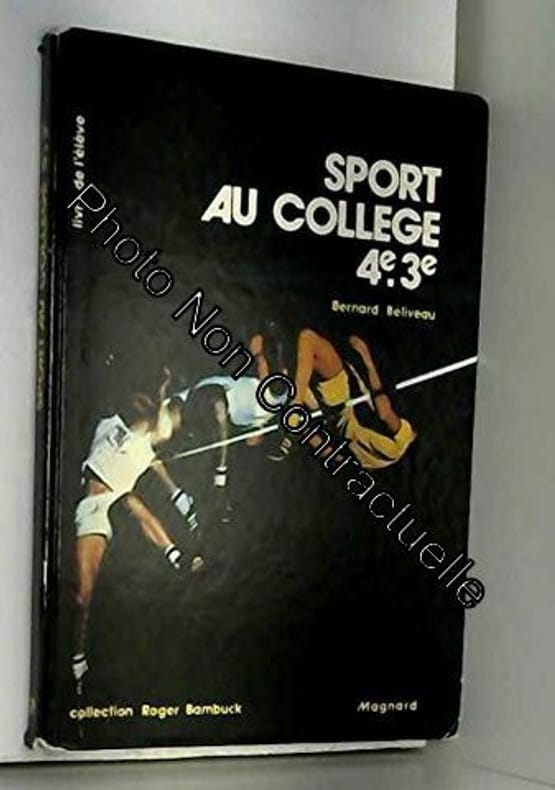 livre de l'élève
SPORT
AU COLLEGE
4e.3e
Bernard Beliveau
Photo Non Contractuelle
collection Roger Bambuck
Magnard